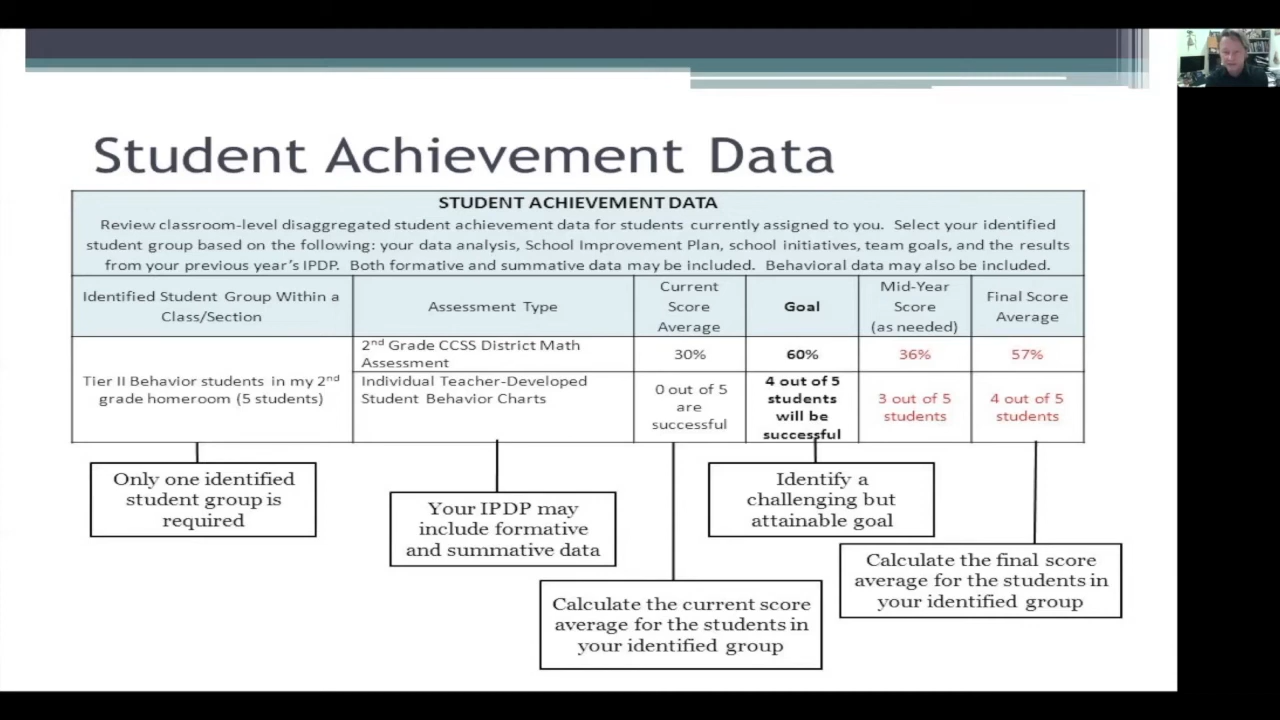 Student Achievement Data
STUDENT ACHIEVEMENT DATA
Review classroom-level disaggregated student achievement data for students currently assigned to you. Select your identified
student group based on the following: your data analysis, School Improvement Plan, school initiatives, team goals, and the results
from your previous year's IPDP. Both formative and summative data may be included. Behavioral data may also be included.
Identified Student Group Within a
Class/Section
Assessment Type
Current
Score
Average
Goal
Mid-Year
Score
(as needed)
Final Score
Average
Tier II Behavior students in my 2nd
grade homeroom (5 students)
2nd Grade CCSS District Math
Assessment
30%
60%
36%
57%
Individual Teacher-Developed
Student Behavior Charts
0 out of 5
are
successful
4 out of 5
students
will be
successful
3 out of 5
students
4 out of 5
students
Only one identified
student group is
required
Your IPDP may
include formative
and summative data
Calculate the current score
average for the students in
your identified group
Identify a
challenging but
attainable goal
Calculate the final score
average for the students in
your identified group